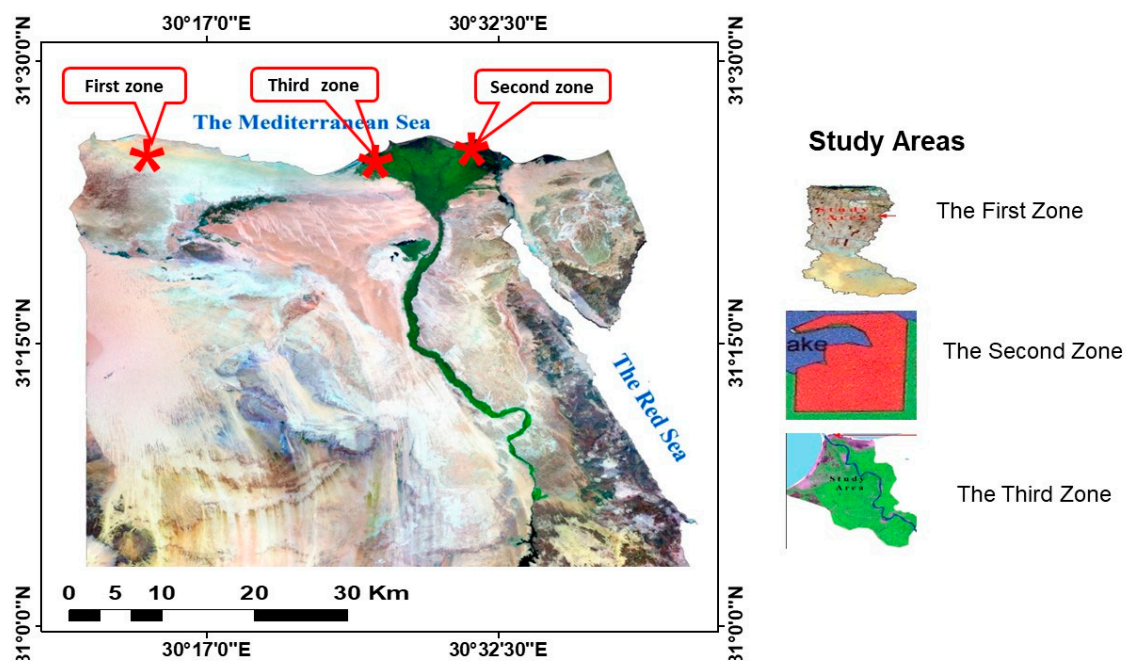 30°17'0"E 30°32'30"E
31°30'0"N 31°30'0"N
First zone Third zone Second zone
The Mediterranean Sea
Study Areas
Study
Area
The First Zone
31°15'0"N 31°15'0"N
ake
The Second Zone
The Red Sea
Study
Area
The Third Zone
0 5 10 20 30 Km
31°0'0"N 31°0'0"N
30°17'0"E 30°32'30"E